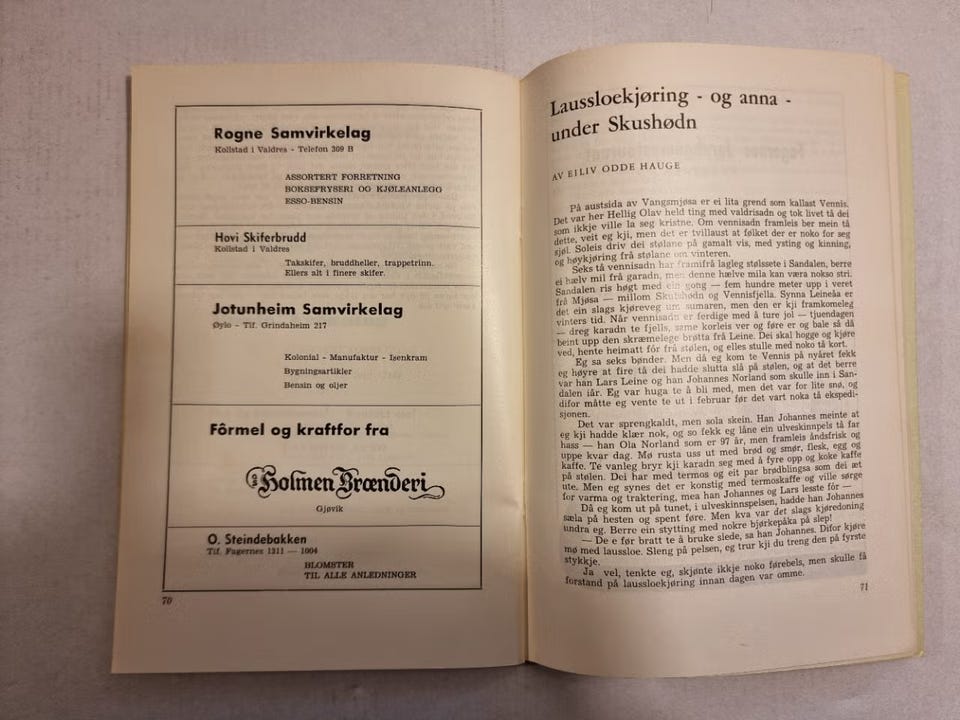 Rogne Samvirkelag
Kollstad i Valdres - Telefon 369 B
ASSORTERT FORRETNING
BOKSEFRYSERI OG KJØLEANLEGG
ESSO-BENSIN
Hovi Skiferbrudd
Kollstad i Valdres
Takskifer, bruddheller, trappetrinn.
Ellers alt i finere skifer.
Jotunheim Samvirkelag
Øylo - Tlf. Grindaheim 217
Kolonial - Manufaktur - Isenkram
Bygningsartikler
Bensin og oljer
Fôrmel og kraftfor fra
Holmen Brænderi
Gjøvik
O. Steindebakken
Tlf. Fagernes 1311 — 1004
BLOMSTER
TIL ALLE ANLEDNINGER
70
Laussloekjøring - og anna -
under Skushødn
AV EILIV ODDE HAUGE
På austsida av Vangsmjøsa er ei lita grend som kallast Vennis.
Det var her Hellig Olav held ting med valdrisadn og tok livet tå dei
som ikkje ville la seg kristne. Om vennisadn framleis ber mein tå
dette, veit eg kji, men det er tvillaust at følket der er noko for seg
sjøl. Soleis driv dei stølane på gamalt vis, med ysting og kinning,
og høykjøring frå stølane om vinteren.
Seks tå vennisadn har framifrå lagleg stølssete i Sandalen, berre
ei hælv mil frå garadn, men denne hælve mila kan væra nokso stri.
Sandalen ris høgt med ein gong — fem hundre meter upp i veret
frå Mjøsa — millom Skutshødn og Vennisfjella. Synna Leineåa er
det ein slags kjøreveg um sumaren, men den er kji framkomeleg
vinters tid. Når vennisadn er ferdige med å ture jol — tjuendagen
— dreg karadn te fjells, same korleis ver og føre er og bale så då
beint upp den skræmelege brøtta frå Leine. Dei skal hogge og kjøre
ved, hente heimatt fôr frå stølen, og elles stulle med noko tå kort.
Eg sa seks bønder. Men då eg kom te Vennis på nyåret fekk
eg høyre at fire tå dei hadde slutta slå på stølen, og at det berre
var han Lars Leine og han Johannes Norland som skulle inn i San-
dalen iår. Eg var huga te å bli med, men det var for lite snø, og
difor måtte eg vente te ut i februar før det vart noka tå ekspedi-
sjonen.
Det var sprengkaldt, men sola skein. Han Johannes meinte at
eg kji hadde klær nok, og so fekk eg låne ein ulveskinnpels tå far
hass — han Ola Norland som er 97 år, men framleis åndsfrisk og
uppe kvar dag. Mø rusta uss ut med brød og smør, flesk, egg og
kaffe. Te vanleg bryr kji karadn seg med å fyre opp og koke kaffe
på stølen. Dei har med termos og eit par brødblingsa som dei æt
ute. Men eg synes det er konstig med termoskaffe og ville sørge
for varma og traktering, mea han Johannes og Lars lesste fôr —
Då eg kom ut på tunet, i ulveskinnspelsen, hadde han Johannes
sæla på hesten og spent føre. Men kva var det slags kjøredoning
undra eg. Berre ein stytting med nokre bjørkepåka på slep!
— De e før bratt te å bruke slede, sa han Johannes. Difor kjøre
mø med laussloe. Sleng på pelsen, eg trur kji du treng den på fyrste
stykkje.
Ja vel, tenkte eg, skjønte ikkje noko førebels, men skulle få
forstand på laussloekjøring innan dagen var omme.
71